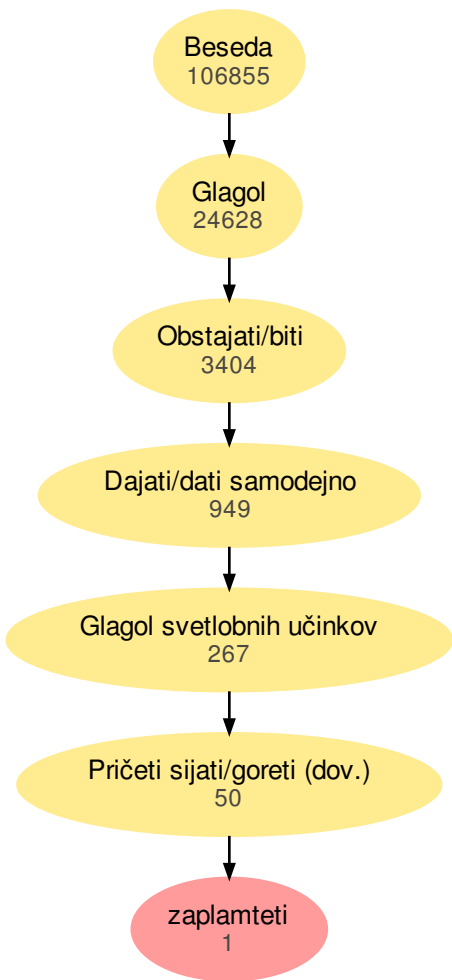 Beseda
106855
Glagol
24628
Obstajati/biti
3404
Dajati/dati samodejno
949
Glagol svetlobnih učinkov
267
Pričeti sijati/goreti (dov.)
50
zaplamteti
1